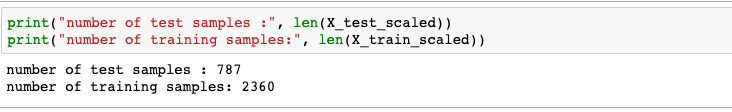 print("number of test samples :", len(X_test_scaled))
print("number of training samples:", len(X_train_scaled))
number of test samples : 787
number of training samples: 2360